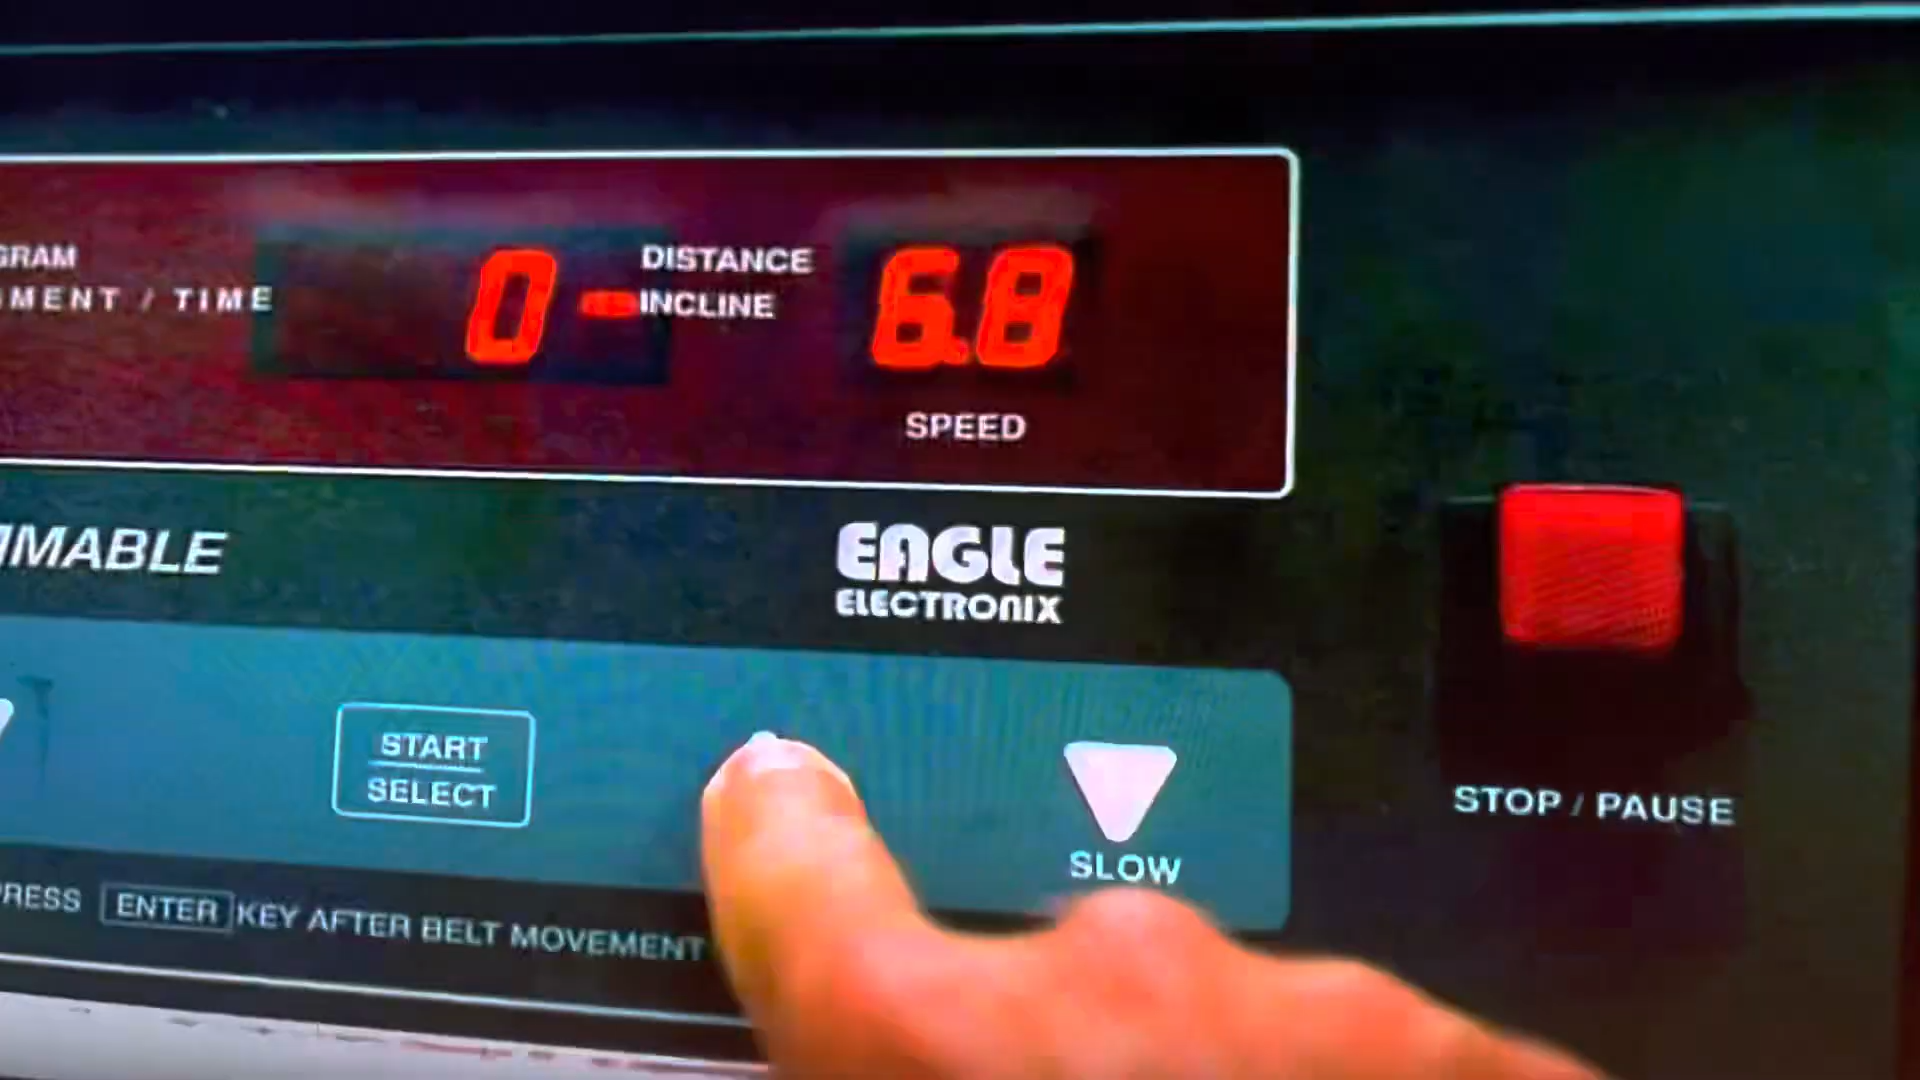 GRAM
MENT / TIME
0
DISTANCE
INCLINE
6.8
SPEED
MABLE
EAGLE
ELECTRONIX
START
SELECT
SLOW
STOP / PAUSE
PRESS ENTER KEY AFTER BELT MOVEMENT